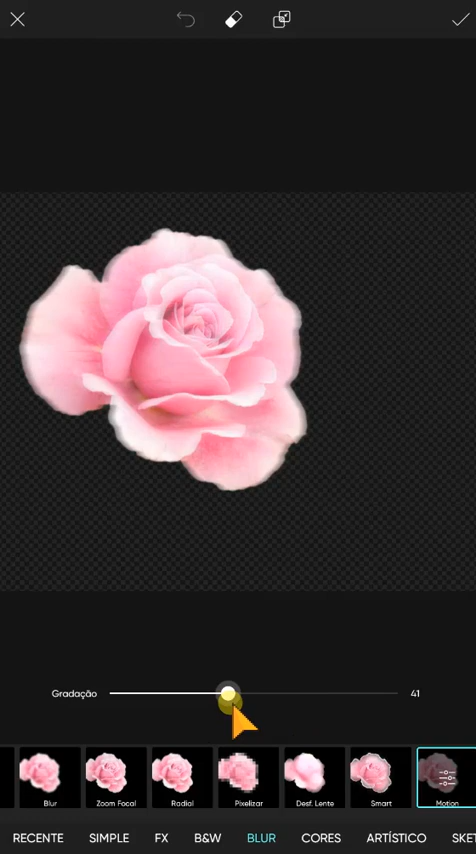 Gradação 41
Blur Zoom Focal Radial Pixelizar Desf. Lente Smart Motion
RECENTE SIMPLE FX B&W BLUR CORES ARTÍSTICO SKET